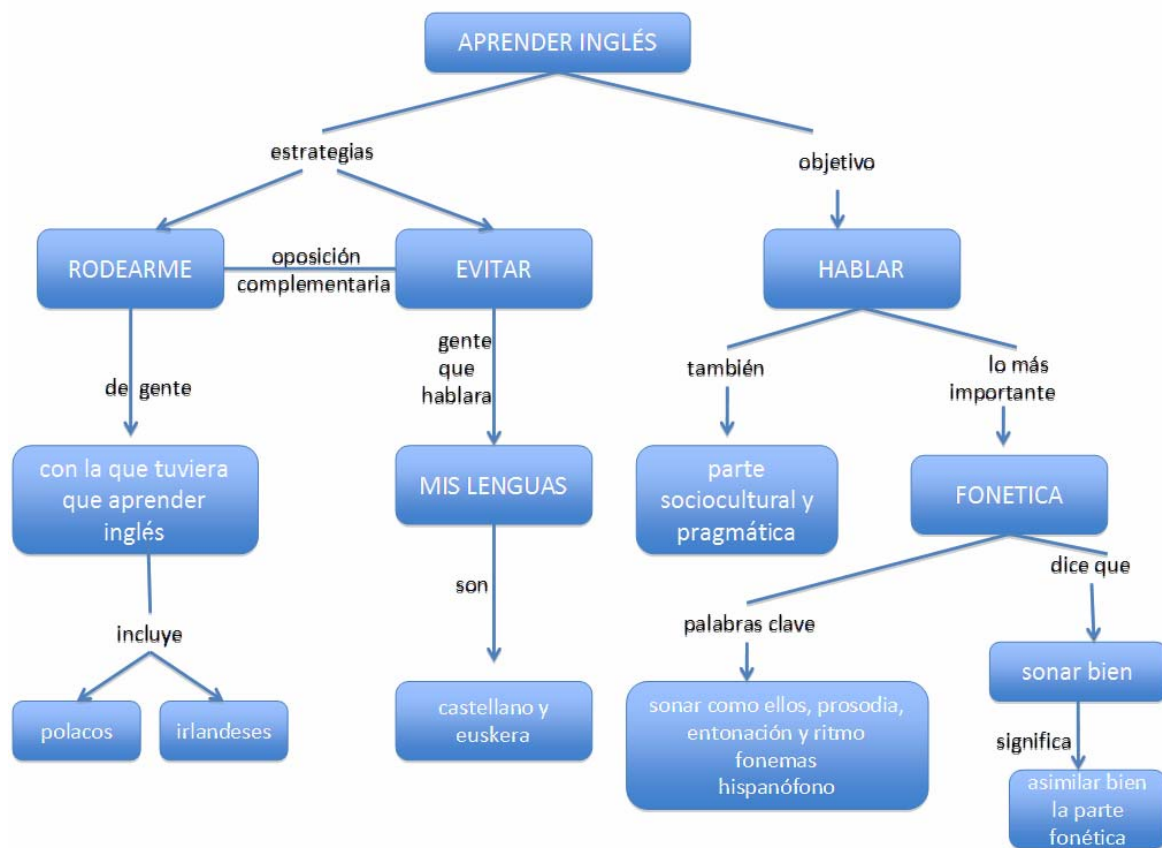 APRENDER INGLÉS
estrategias
objetivo
RODEARME
oposición
complementaria
EVITAR
HABLAR
de gente
gente
que
hablara
también
lo más
importante
con la que tuviera
que aprender
inglés
MIS LENGUAS
parte
sociocultural y
pragmática
FONETICA
incluye
son
palabras clave
dice que
polacos
irlandeses
castellano y
euskera
sonar como ellos, prosodia,
entonación y ritmo
fonemas
hispanófono
sonar bien
significa
asimilar bien
la parte
fonética